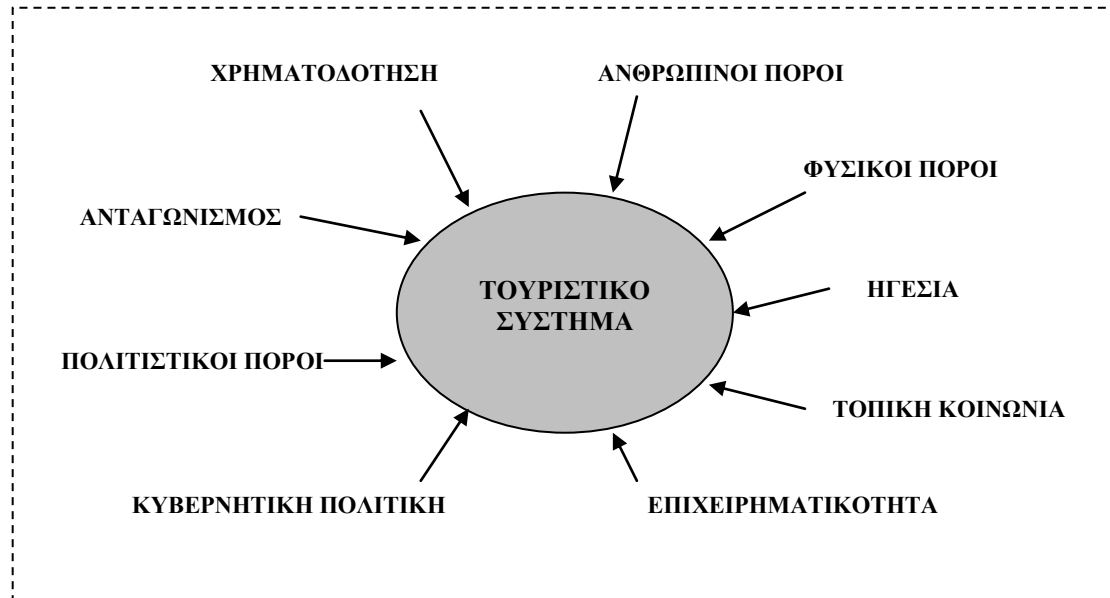 ΧΡΗΜΑΤΟΔΟΤΗΣΗ
ΑΝΘΡΩΠΙΝΟΙ ΠΟΡΟΙ
ΦΥΣΙΚΟΙ ΠΟΡΟΙ
ΑΝΤΑΓΩΝΙΣΜΟΣ
ΤΟΥΡΙΣΤΙΚΟ
ΣΥΣΤΗΜΑ
ΗΓΕΣΙΑ
ΠΟΛΙΤΙΣΤΙΚΟΙ ΠΟΡΟΙ
ΤΟΠΙΚΗ ΚΟΙΝΩΝΙΑ
ΚΥΒΕΡΝΗΤΙΚΗ ΠΟΛΙΤΙΚΗ
ΕΠΙΧΕΙΡΗΜΑΤΙΚΟΤΗΤΑ